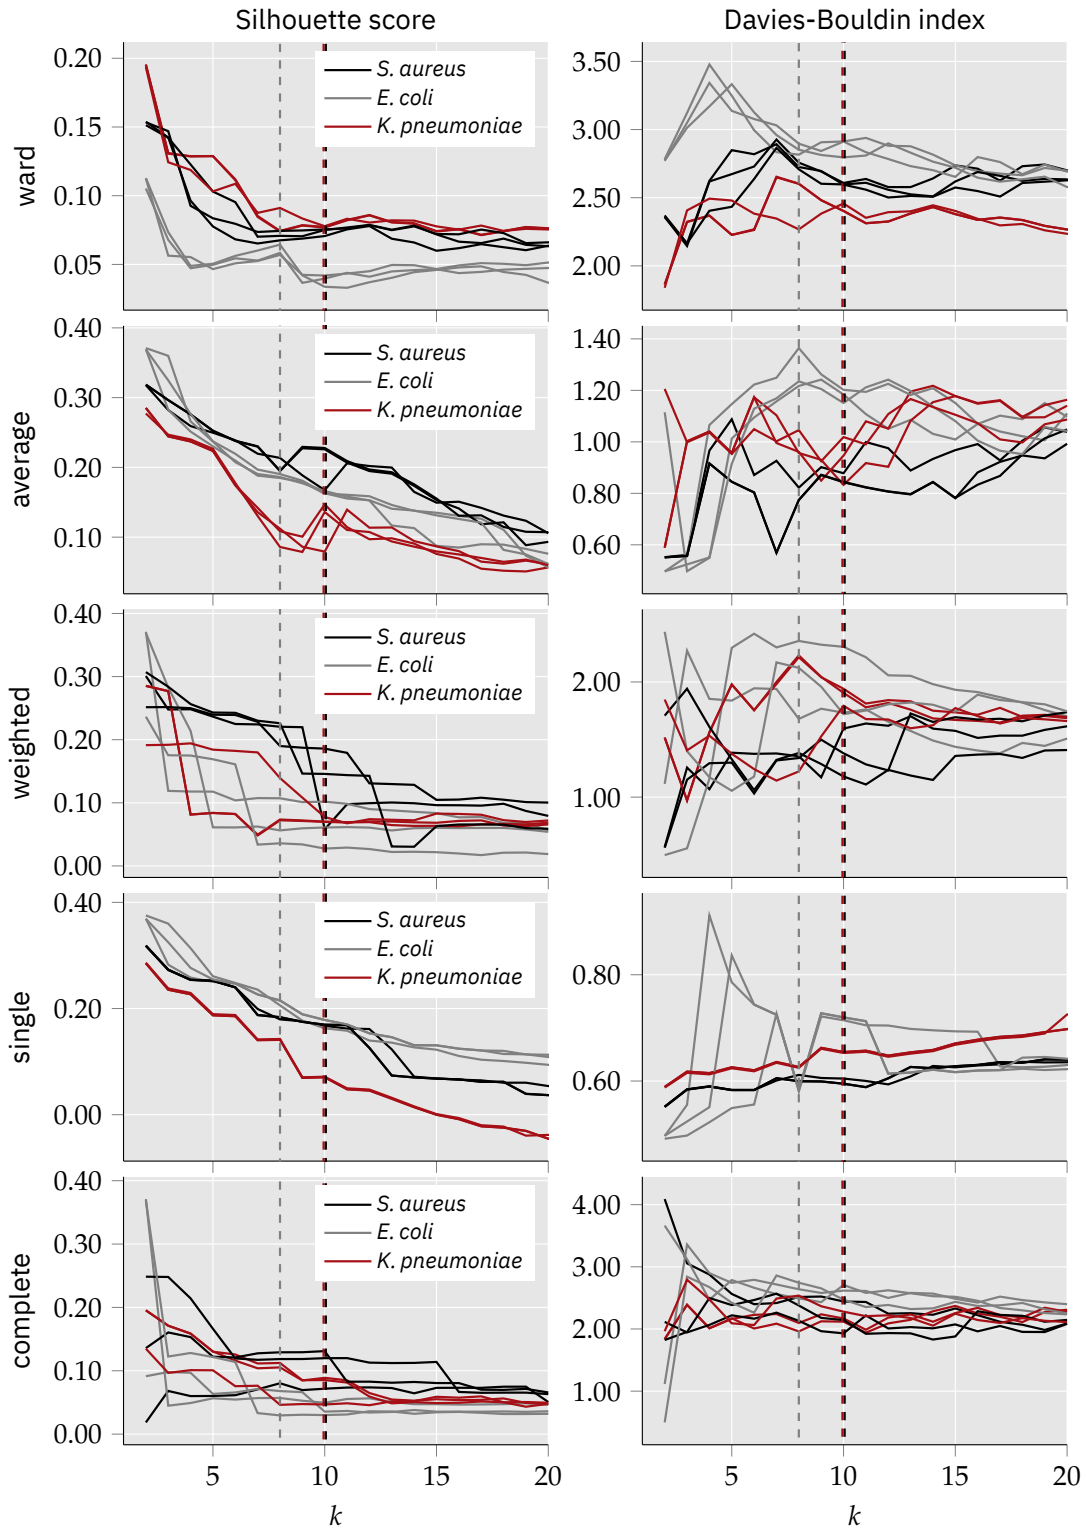 Silhouette score
Davies-Bouldin index
ward
0.20
0.15
0.10
0.05
S. aureus
E. coli
K. pneumoniae
3.50
3.00
2.50
2.00
average
0.40
0.30
0.20
0.10
S. aureus
E. coli
K. pneumoniae
1.40
1.20
1.00
0.80
0.60
weighted
0.40
0.30
0.20
0.10
0.00
S. aureus
E. coli
K. pneumoniae
2.00
1.00
single
0.40
0.20
0.00
S. aureus
E. coli
K. pneumoniae
0.80
0.60
complete
0.40
0.30
0.20
0.10
0.00
S. aureus
E. coli
K. pneumoniae
4.00
3.00
2.00
1.00
5 10 15 20
5 10 15 20
k
k